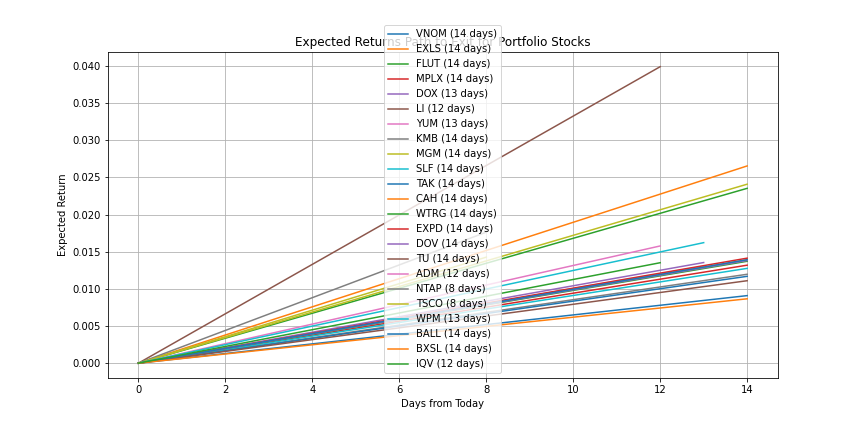 Expected Returns Path to Exit for Portfolio Stocks
VNOM (14 days)
EXLS (14 days)
FLUT (14 days)
MPLX (14 days)
DOX (13 days)
LI (12 days)
YUM (13 days)
KMB (14 days)
MGM (14 days)
SLF (14 days)
TAK (14 days)
CAH (14 days)
WTRG (14 days)
EXPD (14 days)
DOV (14 days)
TU (14 days)
ADM (12 days)
NTAP (8 days)
TSCO (8 days)
WPM (13 days)
BALL (14 days)
BXSL (14 days)
IQV (12 days)
Expected Return
0.040
0.035
0.030
0.025
0.020
0.015
0.010
0.005
0.000
0 2 4 6 8 10 12 14
Days from Today